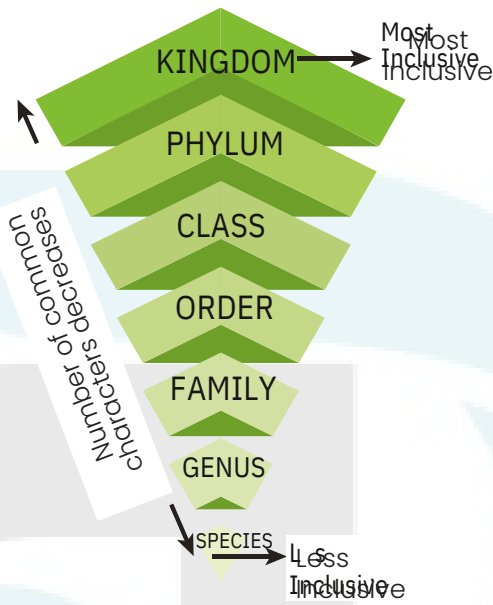 KINGDOM
Most
Inclusive
PHYLUM
CLASS
ORDER
FAMILY
GENUS
SPECIES
Less
Inclusive
Number of common
characters decreases